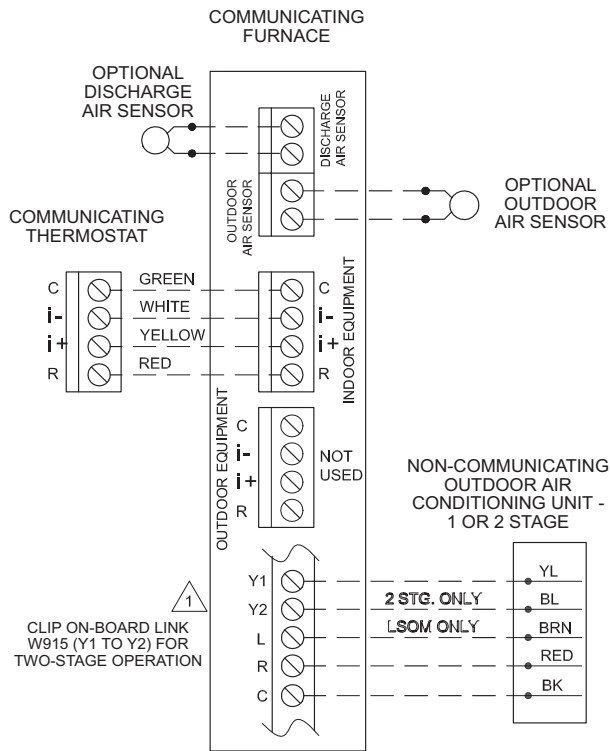 COMMUNICATING
FURNACE
OPTIONAL
DISCHARGE
AIR SENSOR
DISCHARGE
AIR SENSOR
OUTDOOR
AIR SENSOR
OPTIONAL
OUTDOOR
AIR SENSOR
COMMUNICATING
THERMOSTAT
C GREEN C
i- WHITE i-
i+ YELLOW i+
R RED R
INDOOR EQUIPMENT
OUTDOOR EQUIPMENT
C
i-
i+
R
NOT
USED
NON-COMMUNICATING
OUTDOOR AIR
CONDITIONING UNIT -
1 OR 2 STAGE
Y1 YL
Y2 2 STG. ONLY BL
L LSOM ONLY BRN
R RED
C BK
1
CLIP ON-BOARD LINK
W915 (Y1 TO Y2) FOR
TWO-STAGE OPERATION